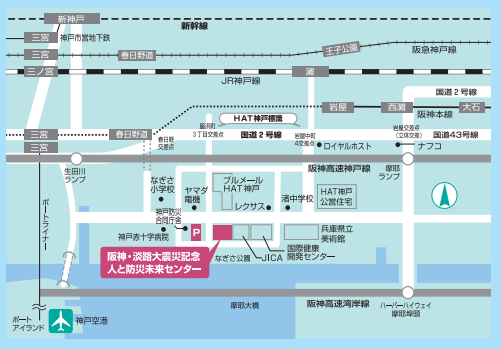 新神戸
新幹線
三宮
神戸市営地下鉄
三宮
春日野道
王子公園
阪急神戸線
三ノ宮
JR神戸線
灘
国道2号線
HAT神戸標識
岩屋
西灘
大石
阪神本線
三宮
春日野道
春日野
交差点
脇浜町
3丁目交差点
国道2号線
岩屋中町
4交差点
岩屋交差点
(立体交差)
国道43号線
三宮
ロイヤルホスト
ナフコ
生田川
ランプ
阪神高速神戸線
摩耶
ランプ
なぎさ
小学校
ヤマダ
電機
ブルメール
HAT神戸
レクサス
渚中学校
HAT神戸
公営住宅
ポートライナー
神戸防災
合同庁舎
神戸赤十字病院
P
兵庫県立
美術館
阪神・淡路大震災記念
人と防災未来センター
なぎさ公園
JICA
国際健康
開発センター
摩耶大橋
阪神高速湾岸線
ハーバーハイウェイ
摩耶埠頭
ポート
アイランド
神戸空港